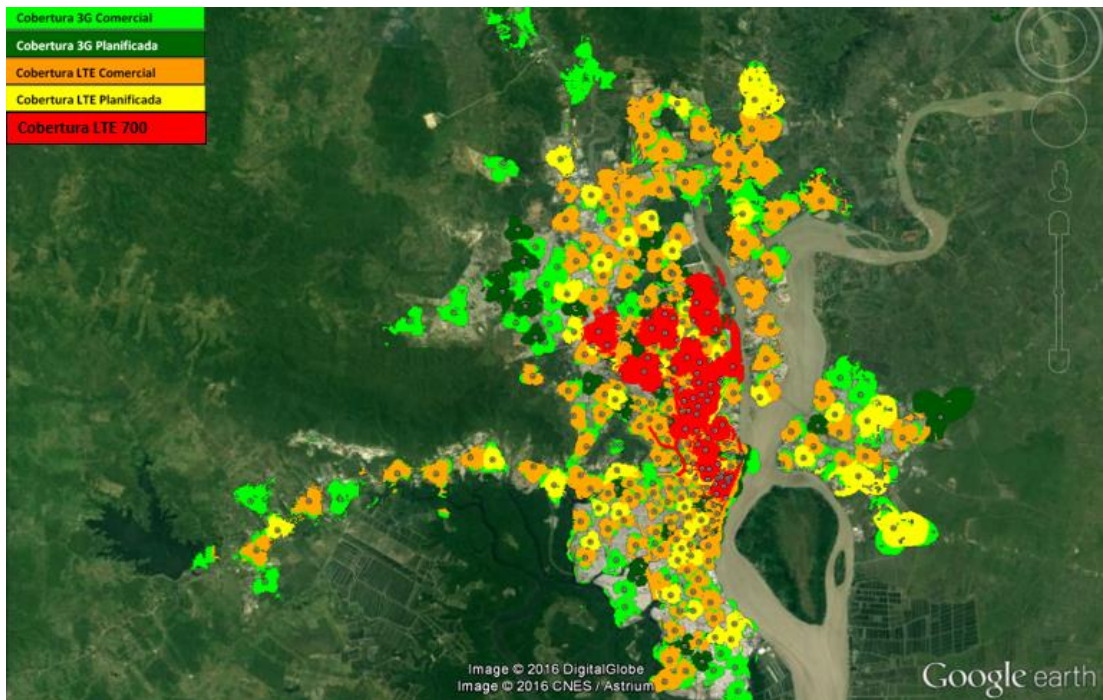 Cobertura 3G Comercial
Cobertura 3G Planificada
Cobertura LTE Comercial
Cobertura LTE Planificada
Cobertura LTE 700
Image © 2016 DigitalGlobe
Image © 2016 CNES / Astrium
Google earth